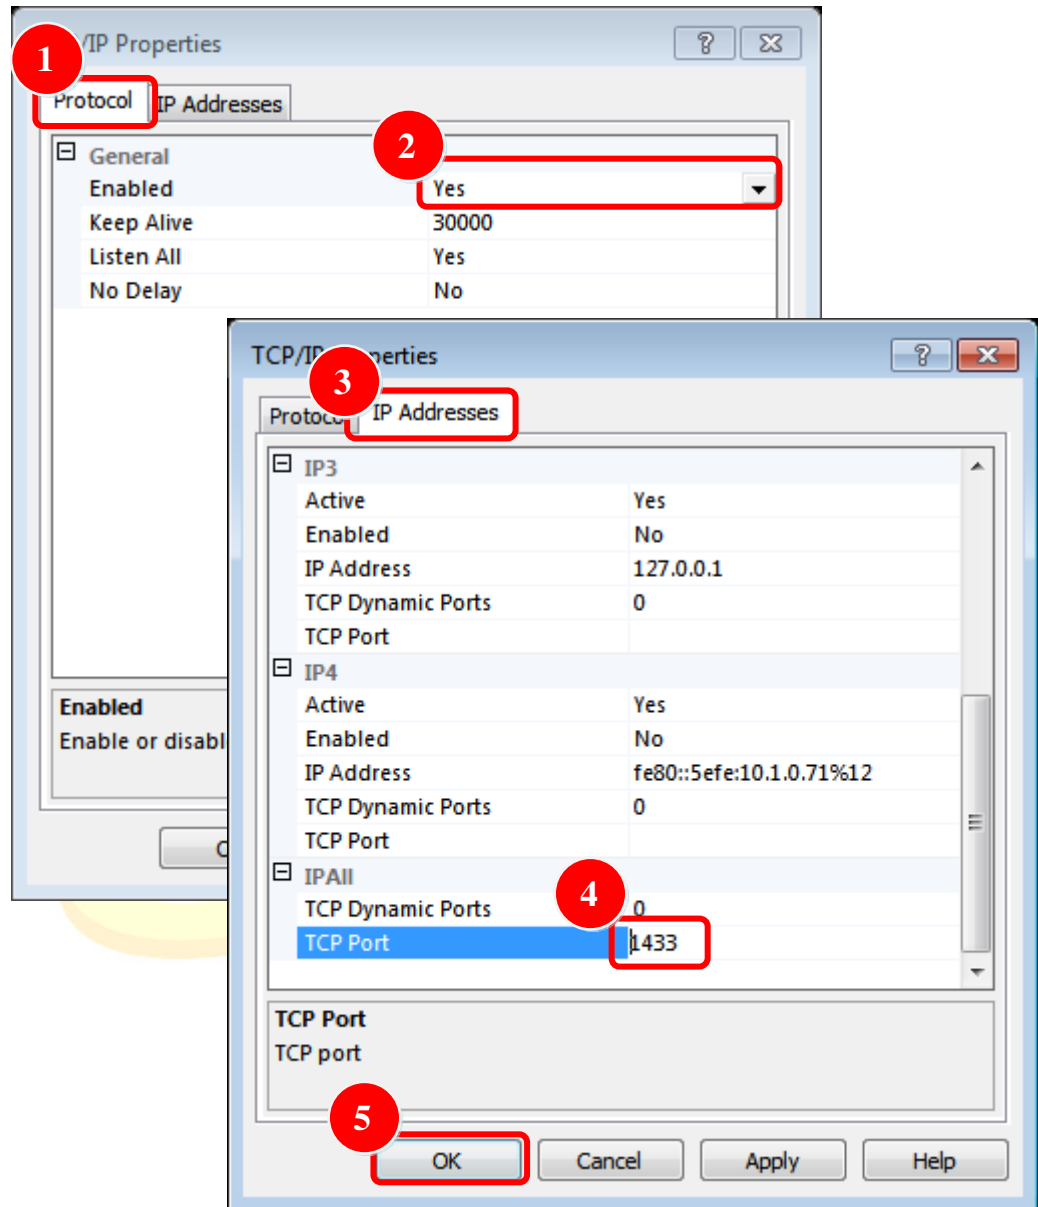 /IP Properties
1
Protocol IP Addresses
General
2
Enabled Yes
Keep Alive 30000
Listen All Yes
No Delay No
Enabled
Enable or disabl
TCP/IP perties
3
Protoco IP Addresses
IP3
Active Yes
Enabled No
IP Address 127.0.0.1
TCP Dynamic Ports 0
TCP Port
IP4
Active Yes
Enabled No
IP Address fe80::5efe:10.1.0.71%12
TCP Dynamic Ports 0
TCP Port
IPAll
4
TCP Dynamic Ports 0
TCP Port 1433
TCP Port
TCP port
5
OK Cancel Apply Help